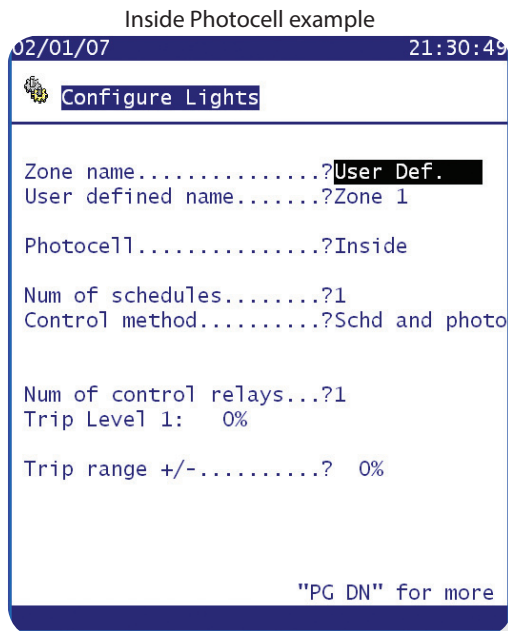 Inside Photocell example
02/01/07 21:30:49
Configure Lights
Zone name...............?User Def.
User defined name.......?Zone 1
Photocell...............?Inside
Num of schedules........?1
Control method..........?Schd and photo
Num of control relays...?1
Trip Level 1: 0%
Trip range +/-..........? 0%
"PG DN" for more